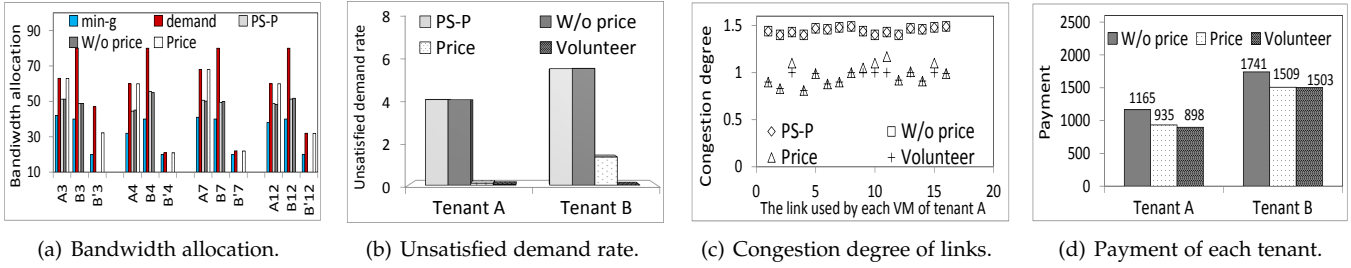 min-g demand PS-P
W/o price Price
Bandiwdth allocation
90
70
50
30
10
A3 B3 B'3 A4 B4 B'4 A7 B7 B'7 A12 B12 B'12
(a) Bandwidth allocation.
Unsatisfied demand rate
8
6
4
2
0
PS-P W/o price
Price Volunteer
Tenant A Tenant B
(b) Unsatisfied demand rate.
Congestion degree
1.5
1
0.5
0
PS-P W/o price
Price Volunteer
0 5 10 15 20
The link used by each VM of tenant A
(c) Congestion degree of links.
Payment
2500
2000
1500
1000
500
0
W/o price Price Volunteer
1165 935 898
1741 1509 1503
Tenant A Tenant B
(d) Payment of each tenant.